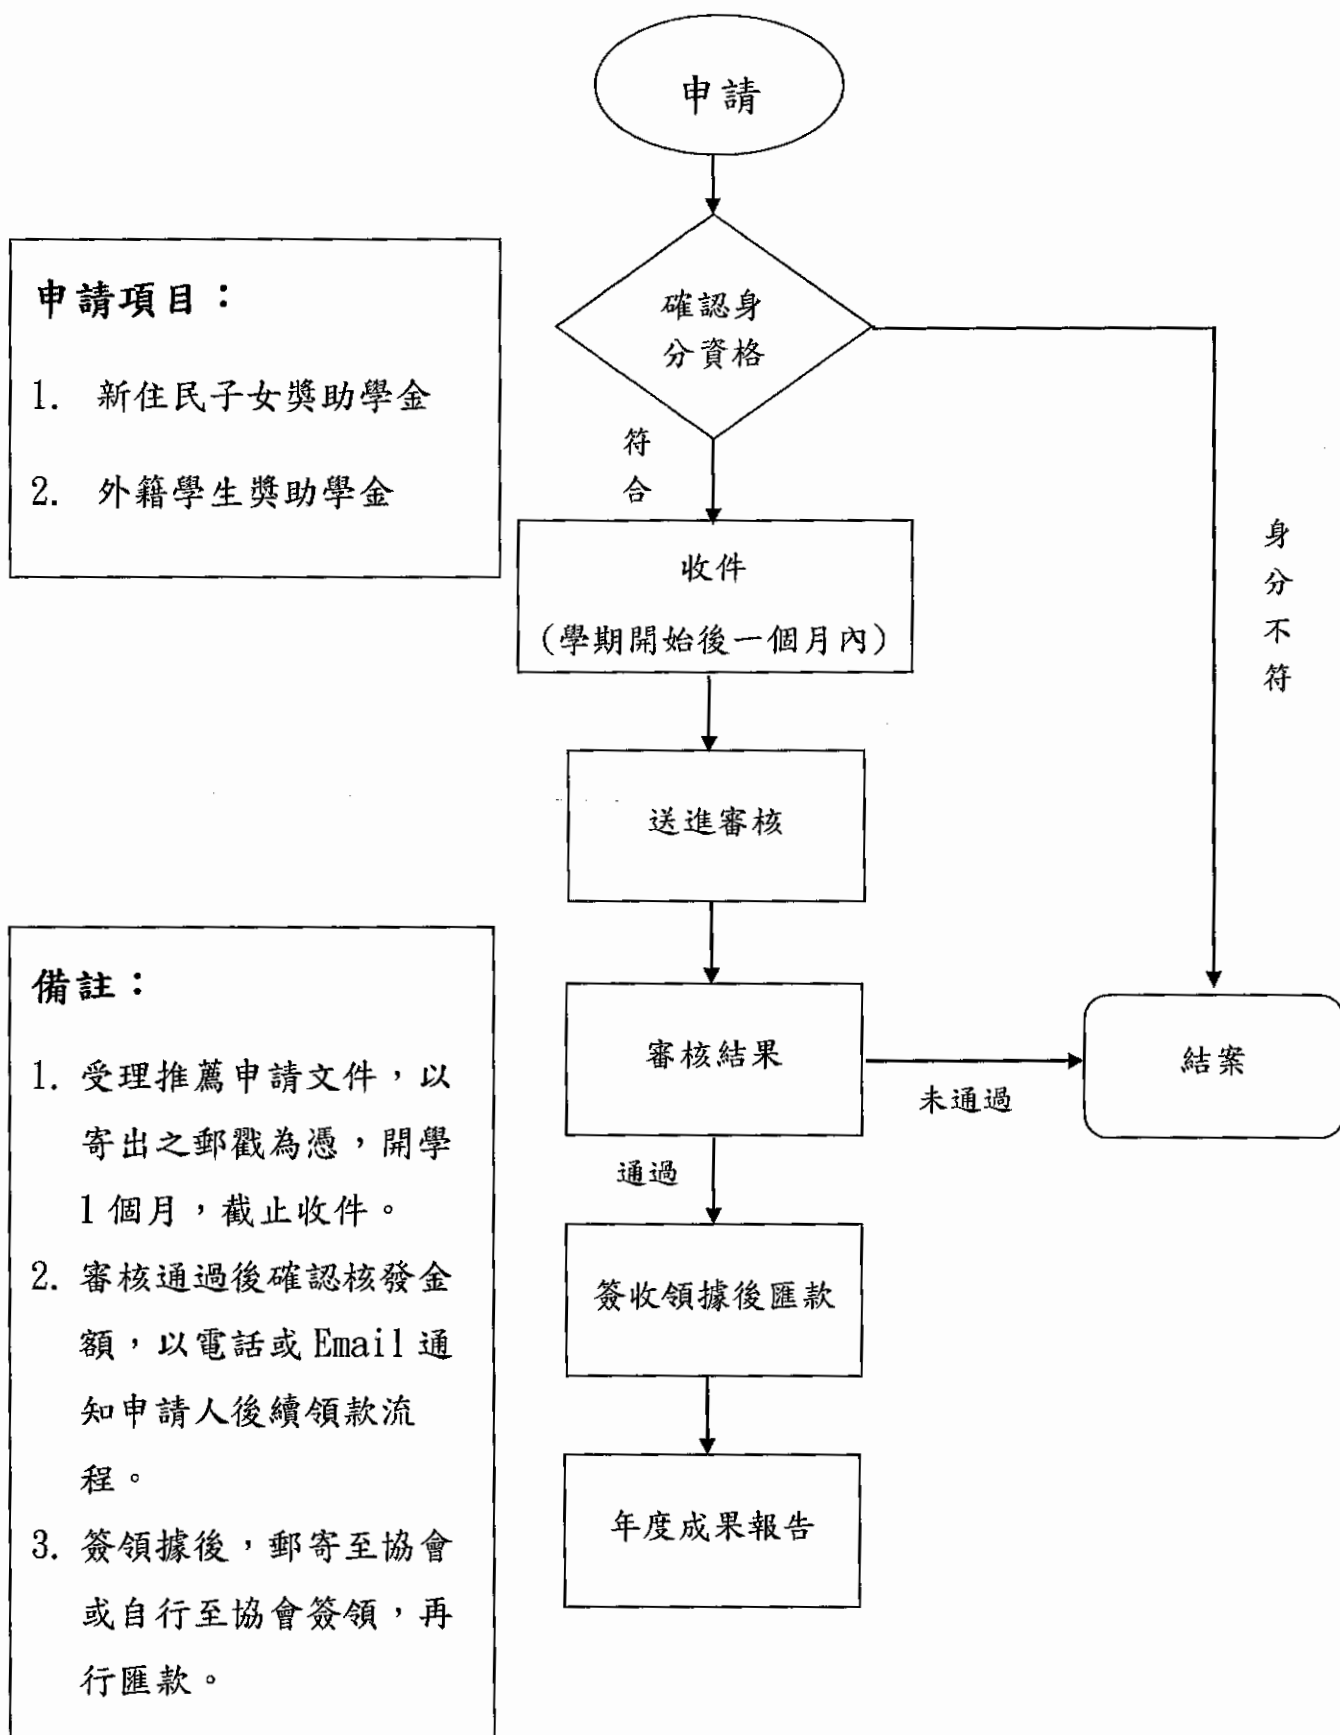 申請
確認身
分資格
申請項目：
1. 新住民子女獎助學金
2. 外籍學生獎助學金
符
合
身
分
不
符
收件
(學期開始後一個月內)
送進審核
審核結果
未通過
結案
通過
簽收領據後匯款
年度成果報告
備註：
1. 受理推薦申請文件，以
寄出之郵戳為憑，開學
1個月，截止收件。
2. 審核通過後確認核發金
額，以電話或 Email 通
知申請人後續領款流
程。
3. 簽領據後，郵寄至協會
或自行至協會簽領，再
行匯款。